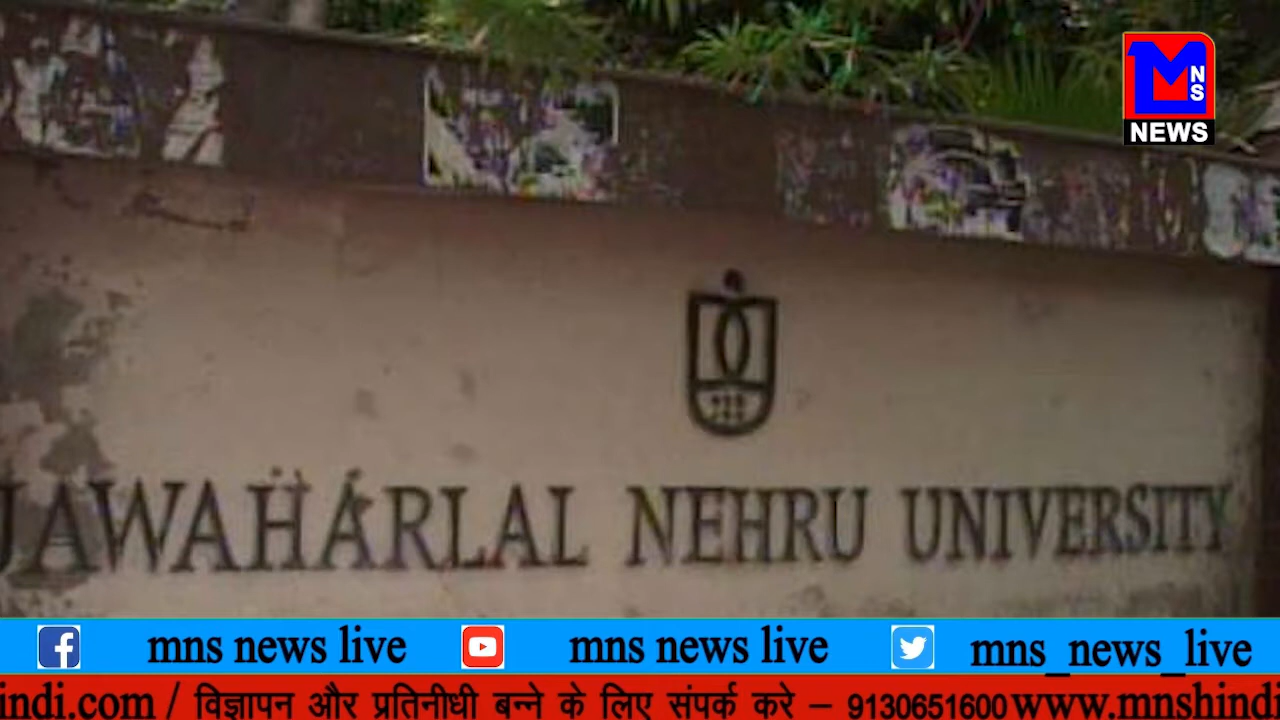 M
NS
NEWS
JAWAHARLAL NEHRU UNIVERSITY
mns news live mns news live mns_news_live
indi.com / विज्ञापन और प्रतिनीधी बन्ने के लिए संपर्क करे – 9130651600 www.mnshindi